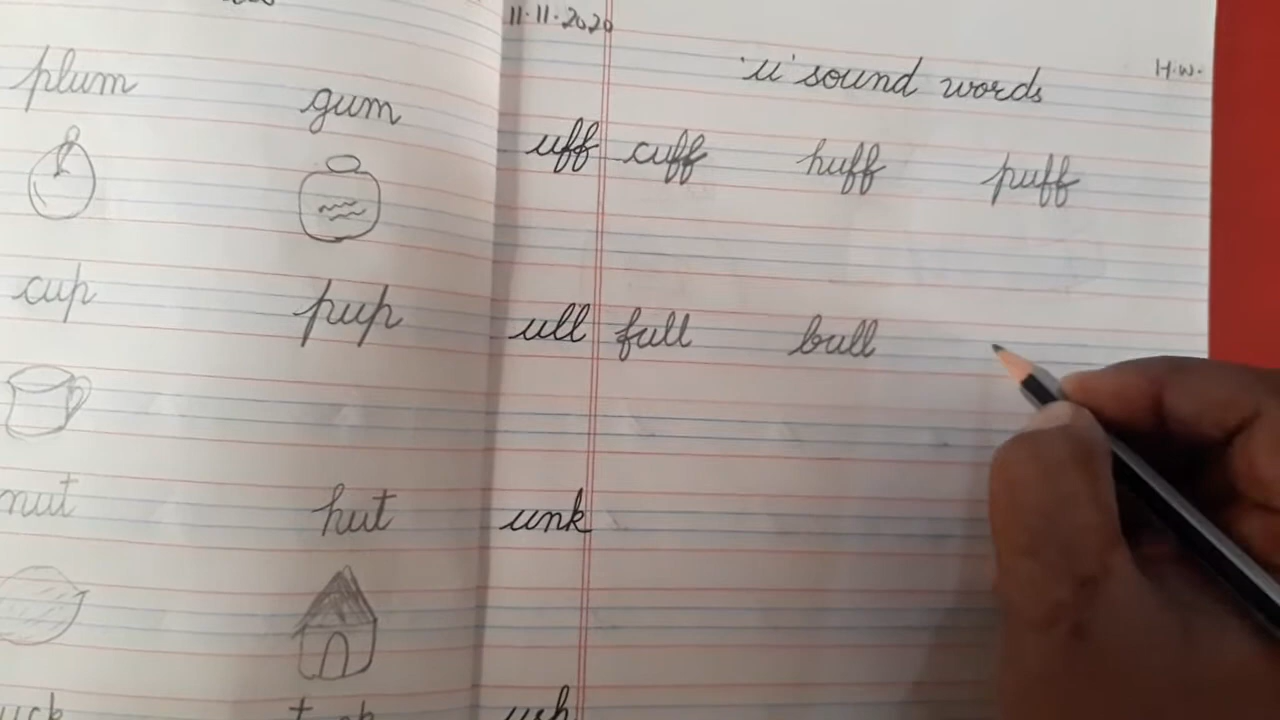 plum gum
cup pup
nut hut
11.11.2020
H.W.
'u' sound words
uff cuff huff puff
ull full bull
unk